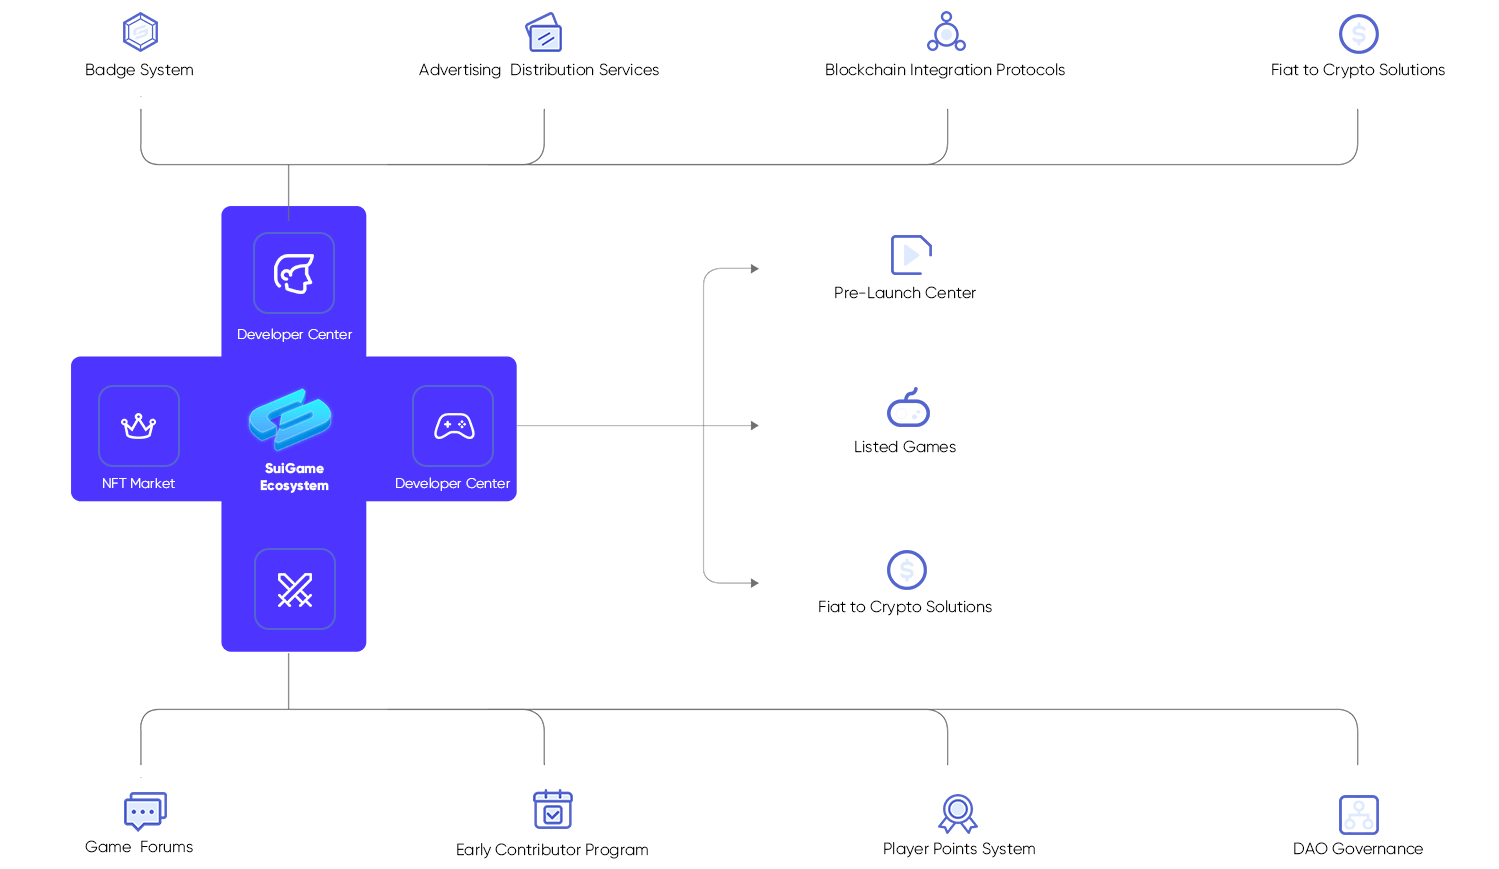 Badge System
Advertising  Distribution Services
Blockchain Integration Protocols
Fiat to Crypto Solutions
Developer Center
Pre-Launch Center
NFT Market
SuiGame
Ecosystem
Developer Center
Listed Games
Fiat to Crypto Solutions
Game  Forums
Early Contributor Program
Player Points System
DAO Governance